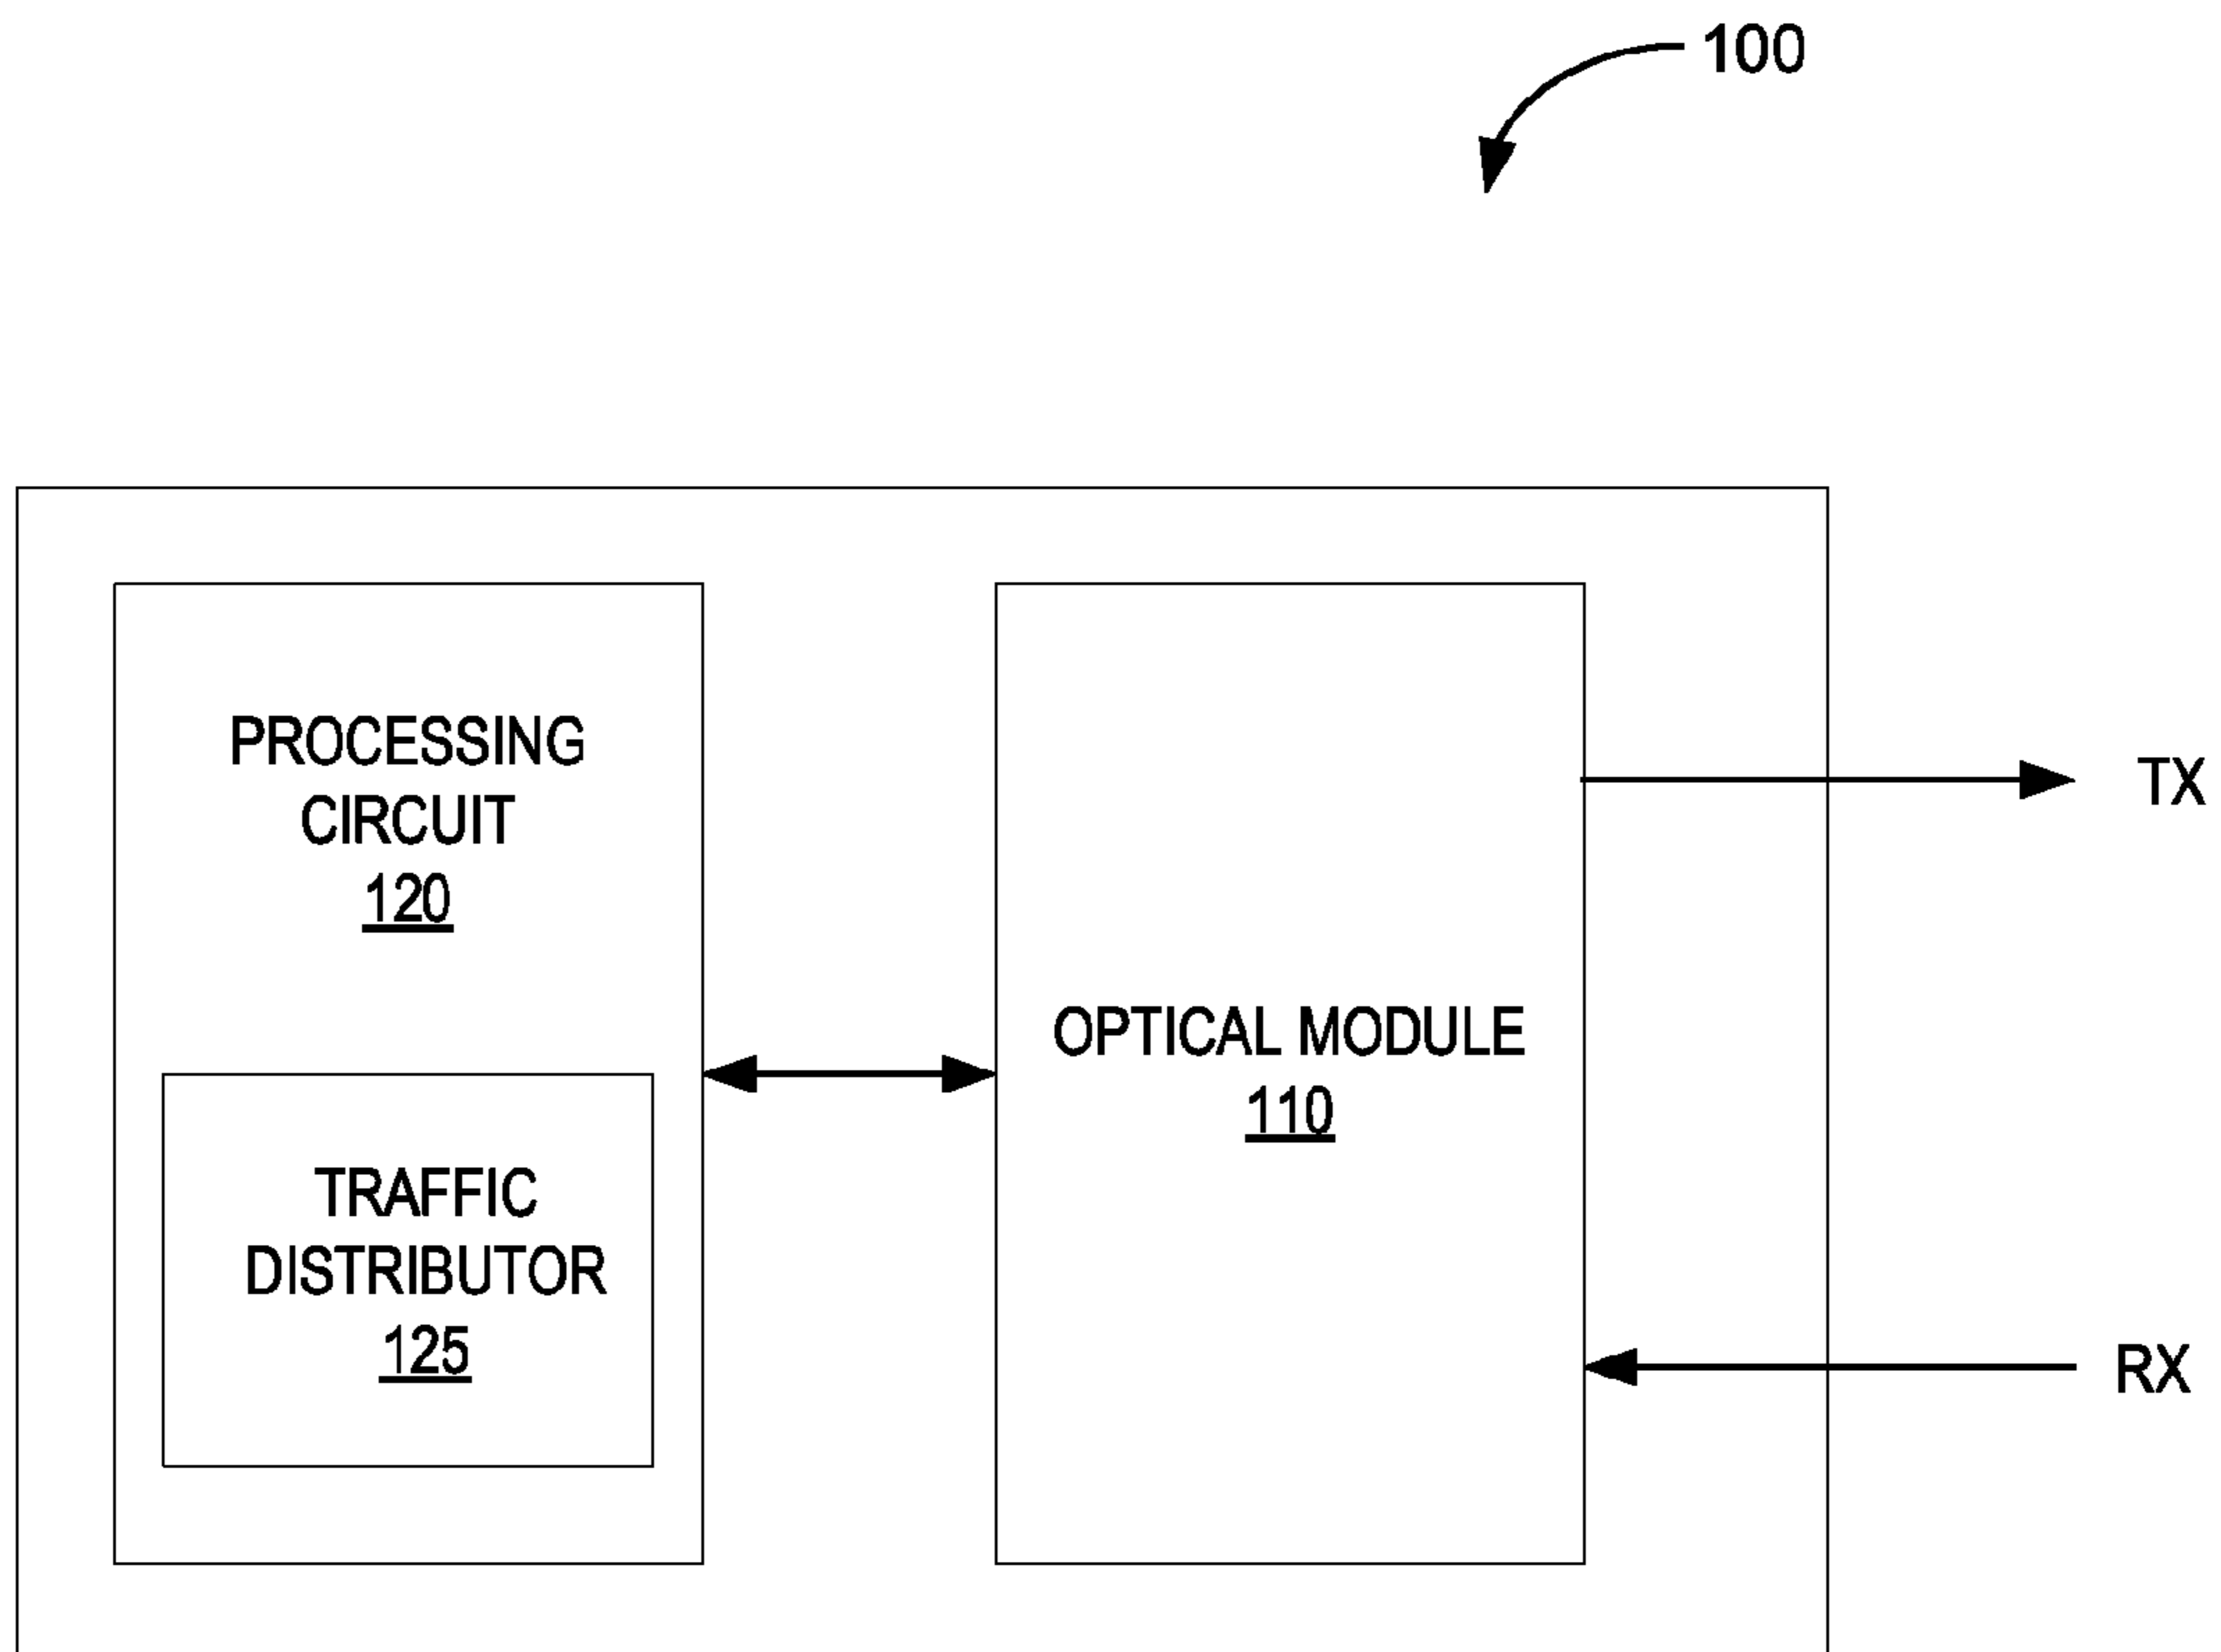 100
PROCESSING
CIRCUIT
120
TRAFFIC
DISTRIBUTOR
125
OPTICAL MODULE
110
TX
RX